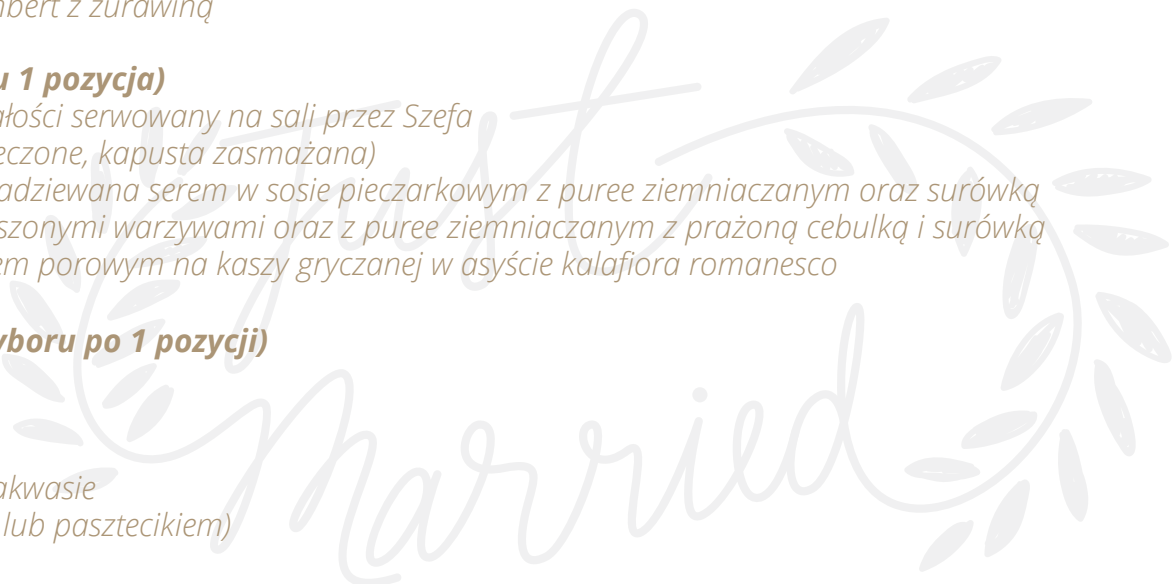 nbert z żurawiną
u 1 pozycja)
ałości serwowany na sali przez Szefa
eczone, kapusta zasmażana)
adziewana serem w sosie pieczarkowym z puree ziemniaczanym oraz surówką
szonymi warzywami oraz z puree ziemniaczanym z prażoną cebulką i surówką
em porowym na kaszy gryczanej w asyście kalafiora romanesco
yboru po 1 pozycji)
akwasie
lub pasztecikiem)
Just
Married